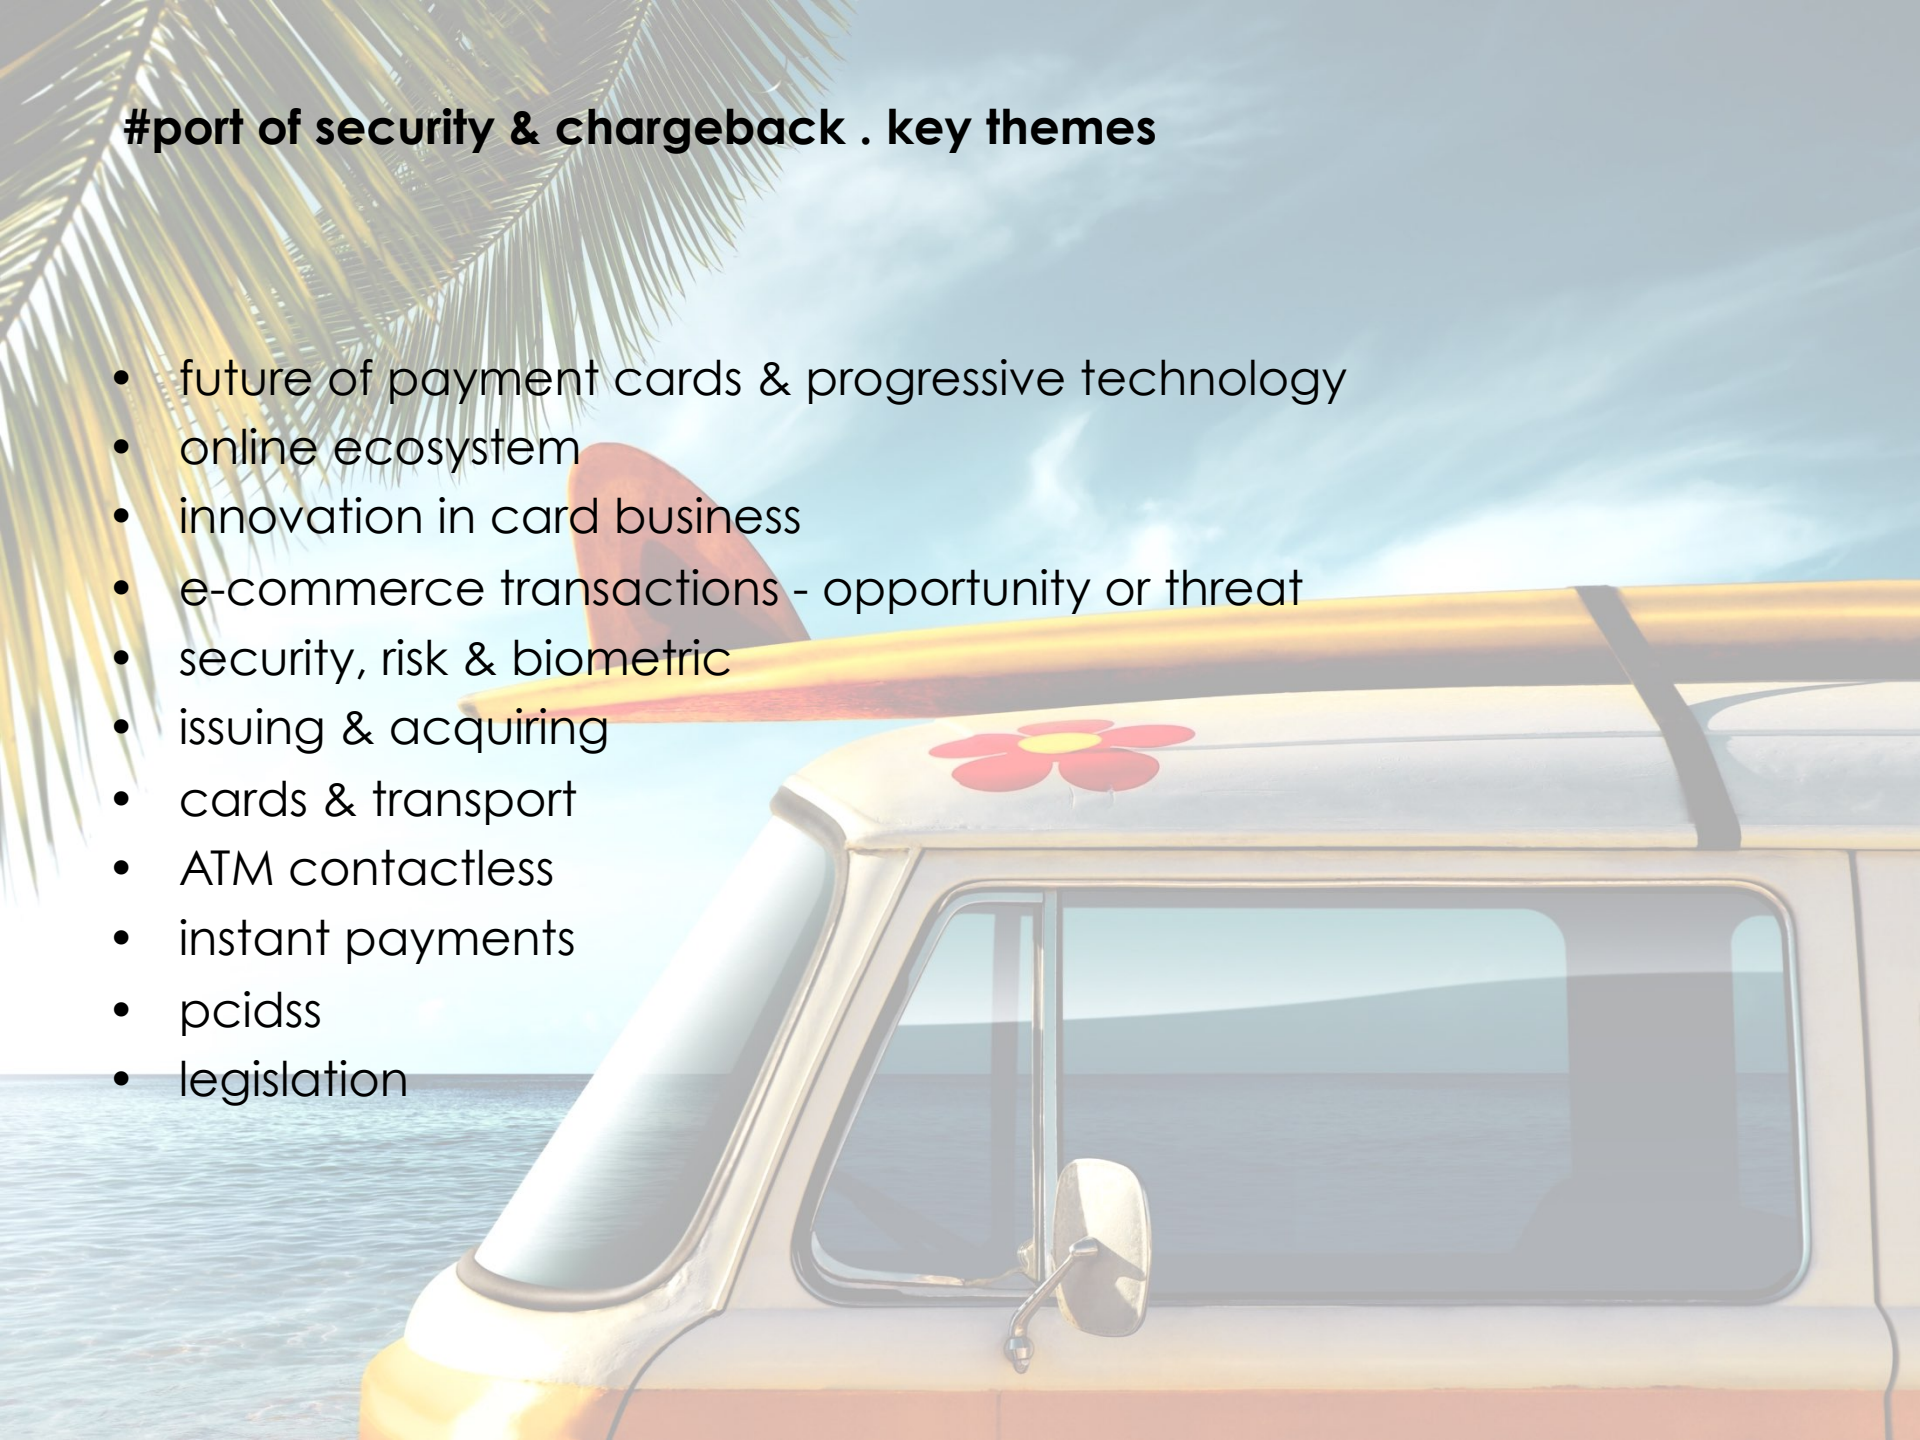 #port of security & chargeback . key themes
• future of payment cards & progressive technology
• online ecosystem
• innovation in card business
• e-commerce transactions - opportunity or threat
• security, risk & biometric
• issuing & acquiring
• cards & transport
• ATM contactless
• instant payments
• pcidss
• legislation